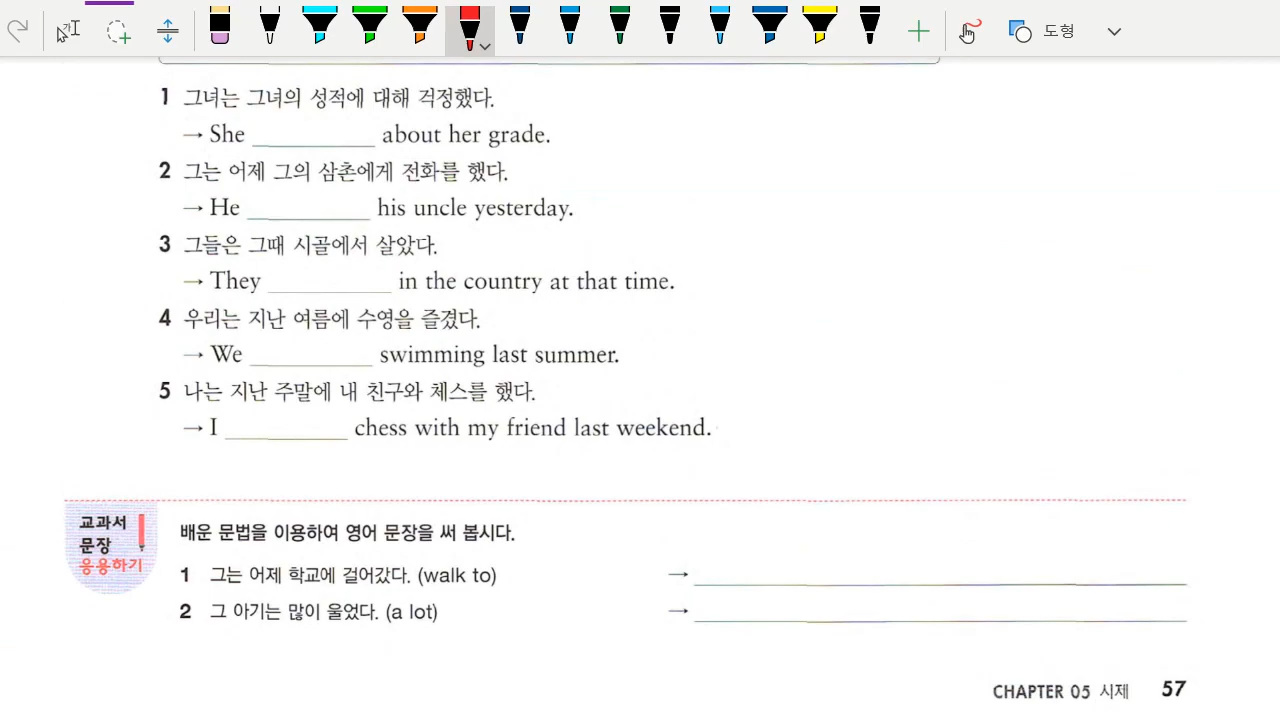 도형
1 그녀는 그녀의 성적에 대해 걱정했다.
→ She ________ about her grade.
2 그는 어제 그의 삼촌에게 전화를 했다.
→ He ________ his uncle yesterday.
3 그들은 그때 시골에서 살았다.
→ They ________ in the country at that time.
4 우리는 지난 여름에 수영을 즐겼다.
→ We ________ swimming last summer.
5 나는 지난 주말에 내 친구와 체스를 했다.
→ I ________ chess with my friend last weekend.
교과서
문장
응용하기
배운 문법을 이용하여 영어 문장을 써 봅시다.
1 그는 어제 학교에 걸어갔다. (walk to) → ________
2 그 아기는 많이 울었다. (a lot) → ________
CHAPTER 05 시제 57